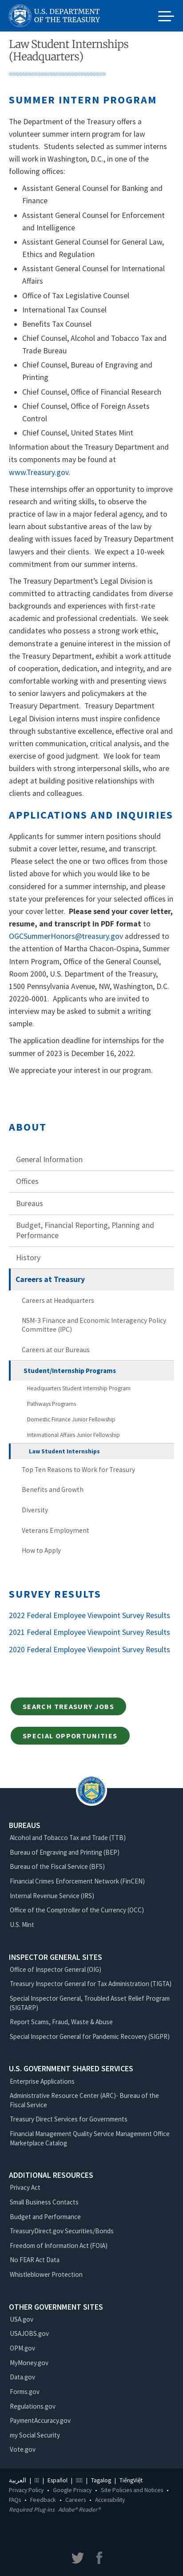 U.S. DEPARTMENT
OF THE TREASURY
Law Student Internships
(Headquarters)
SUMMER INTERN PROGRAM
The Department of the Treasury offers a
volunteer summer intern program for law
students.  Students selected as summer interns
will work in Washington, D.C., in one of the
following offices:
Assistant General Counsel for Banking and
Finance
Assistant General Counsel for Enforcement
and Intelligence
Assistant General Counsel for General Law,
Ethics and Regulation
Assistant General Counsel for International
Affairs
Office of Tax Legislative Counsel
International Tax Counsel
Benefits Tax Counsel
Chief Counsel, Alcohol and Tobacco Tax and
Trade Bureau
Chief Counsel, Bureau of Engraving and
Printing
Chief Counsel, Office of Financial Research
Chief Counsel, Office of Foreign Assets
Control
Chief Counsel, United States Mint
Information about the Treasury Department and
its components may be found at
www.Treasury.gov.
These internships offer an opportunity to improve
research and writing skills, to observe the
practice of law in a major federal agency, and to
learn about substantive areas of the law by
dealing with issues faced by Treasury Department
lawyers and clients.  We expect a 10-week
commitment from our summer interns.
The Treasury Department's Legal Division is
committed to attracting candidates from diverse
backgrounds and experiences with strong
academic and professional credentials.  We seek
candidates who possess a strong work ethic,
demonstrate enthusiasm for the work of the
office, enjoy being part of a team effort, are
capable of initiative, dedication, and integrity, and are
comfortable working with and presenting views
to senior lawyers and policymakers at the
Treasury Department.  Treasury Department
Legal Division interns must inspire confidence
through substance, excellence, effective oral and
written communication, critical analysis, and the
exercise of good judgment.  We look for team
builders with strong interpersonal skills, who are
adept at building positive relationships with
clients and colleagues.
APPLICATIONS AND INQUIRIES
Applicants for summer intern positions should
submit a cover letter, resume, and transcript.
Please select up to two or three offices from those
listed above, and clearly indicate in your cover
letter your stated preferences for your selected offices in
your cover letter.  Please send your cover letter,
resume, and transcript in PDF format to
OGCSummerHonors@treasury.gov addressed to
the attention of Martha Chacon-Ospina, Summer
Intern Program, Office of the General Counsel,
Room 2000, U.S. Department of the Treasury,
1500 Pennsylvania Avenue, NW, Washington, D.C.
20220-0001.  Applicants who are invited to
interview may be asked to submit a writing
sample.
The application deadline for internships for the
summer of 2023 is December 16, 2022.
We appreciate your interest in our program.
ABOUT
General Information
Offices
Bureaus
Budget, Financial Reporting, Planning and
Performance
History
Careers at Treasury
Careers at Headquarters
NSM-3 Finance and Economic Interagency Policy
Committee (IPC)
Careers at our Bureaus
Student/Internship Programs
Headquarters Student Internship Program
Pathways Programs
Domestic Finance Junior Fellowship
International Affairs Junior Fellowship
Law Student Internships
Top Ten Reasons to Work for Treasury
Benefits and Growth
Diversity
Veterans Employment
How to Apply
SURVEY RESULTS
2022 Federal Employee Viewpoint Survey Results
2021 Federal Employee Viewpoint Survey Results
2020 Federal Employee Viewpoint Survey Results
SEARCH TREASURY JOBS
SPECIAL OPPORTUNITIES
BUREAUS
Alcohol and Tobacco Tax and Trade (TTB)
Bureau of Engraving and Printing (BEP)
Bureau of the Fiscal Service (BFS)
Financial Crimes Enforcement Network (FinCEN)
Internal Revenue Service (IRS)
Office of the Comptroller of the Currency (OCC)
U.S. Mint
INSPECTOR GENERAL SITES
Office of Inspector General (OIG)
Treasury Inspector General for Tax Administration (TIGTA)
Special Inspector General, Troubled Asset Relief Program
(SIGTARP)
Report Scams, Fraud, Waste & Abuse
Special Inspector General for Pandemic Recovery (SIGPR)
U.S. GOVERNMENT SHARED SERVICES
Enterprise Applications
Administrative Resource Center (ARC)- Bureau of the
Fiscal Service
Treasury Direct Services for Governments
Financial Management Quality Service Management Office
Marketplace Catalog
ADDITIONAL RESOURCES
Privacy Act
Small Business Contacts
Budget and Performance
TreasuryDirect.gov Securities/Bonds
Freedom of Information Act (FOIA)
No FEAR Act Data
Whistleblower Protection
OTHER GOVERNMENT SITES
USA.gov
USAJOBS.gov
OPM.gov
MyMoney.gov
Data.gov
Forms.gov
Regulations.gov
PaymentAccuracy.gov
my Social Security
Vote.gov
العربية | | Español | | Tagalog | TiếngViệt
Privacy Policy • Google Privacy • Site Policies and Notices •
FAQs • Feedback • Careers • Accessibility
Required Plug-ins Adobe® Reader®